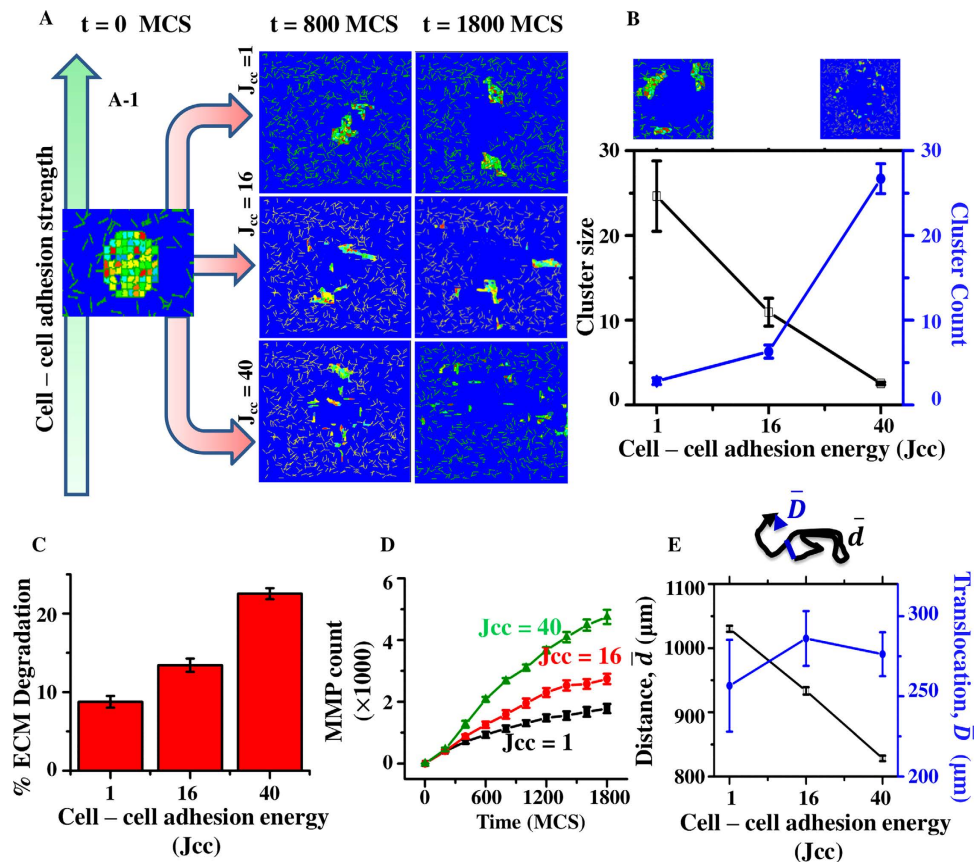 A
t = 0 MCS
t = 800 MCS
t = 1800 MCS
A-1
Cell – cell adhesion strength
Jcc =1
Jcc = 16
Jcc = 40
B
30
20
10
0
Cluster size
30
20
10
0
Cluster Count
1
16
40
Cell – cell adhesion energy (Jcc)
C
20
15
10
5
0
% ECM Degradation
1
16
40
Cell – cell adhesion energy
(Jcc)
D
6
4
2
0
MMP count
(×1000)
Jcc = 40
Jcc = 16
Jcc = 1
0
600
1200
1800
Time (MCS)
E
D̄
d̄
1100
1000
900
800
Distance, d̄ (µm)
300
250
200
Translocation, D̄ (µm)
1
16
40
Cell – cell adhesion energy
(Jcc)